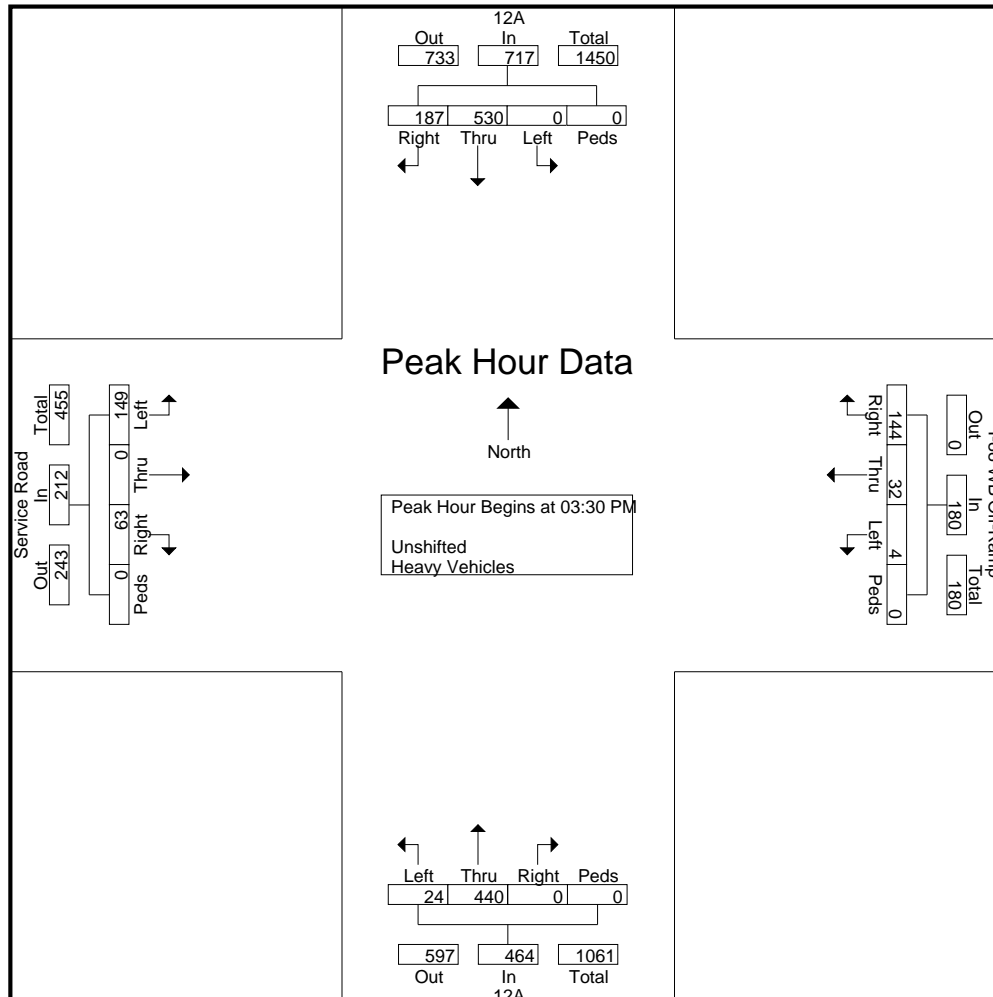 12A
Out In Total
733 717 1450
187 530 0 0
Right Thru Left Peds
Peak Hour Data
North
Peak Hour Begins at 03:30 PM
Unshifted
Heavy Vehicles
Service Road
Total In Out
455 212 243
149 0 63 0
Left Thru Right Peds
Right Thru Left Peds
144 32 4 0
Out In Total
0 180 180
Left Thru Right Peds
24 440 0 0
597 464 1061
Out In Total
12A